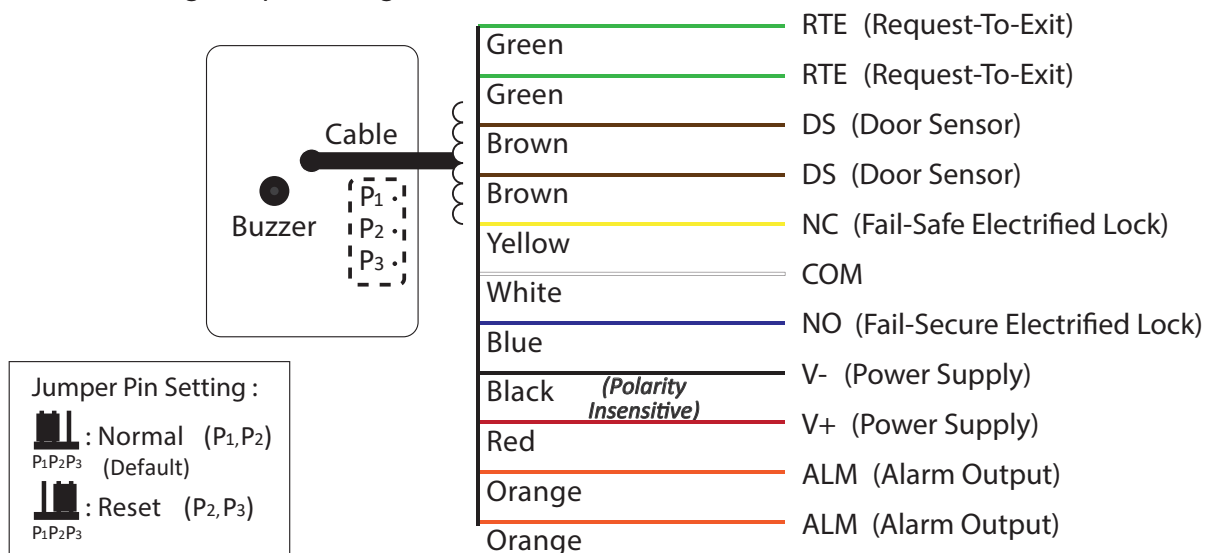 RTE (Request-To-Exit)
Green
RTE (Request-To-Exit)
Green
DS (Door Sensor)
Brown
DS (Door Sensor)
Brown
NC (Fail-Safe Electrified Lock)
Yellow
COM
White
NO (Fail-Secure Electrified Lock)
Blue
V- (Power Supply)
Black (Polarity
Insensitive)
V+ (Power Supply)
Red
ALM (Alarm Output)
Orange
ALM (Alarm Output)
Orange
Cable
Buzzer
P1
P2
P3
Jumper Pin Setting :
: Normal (P1,P2)
P1P2P3 (Default)
: Reset (P2,P3)
P1P2P3